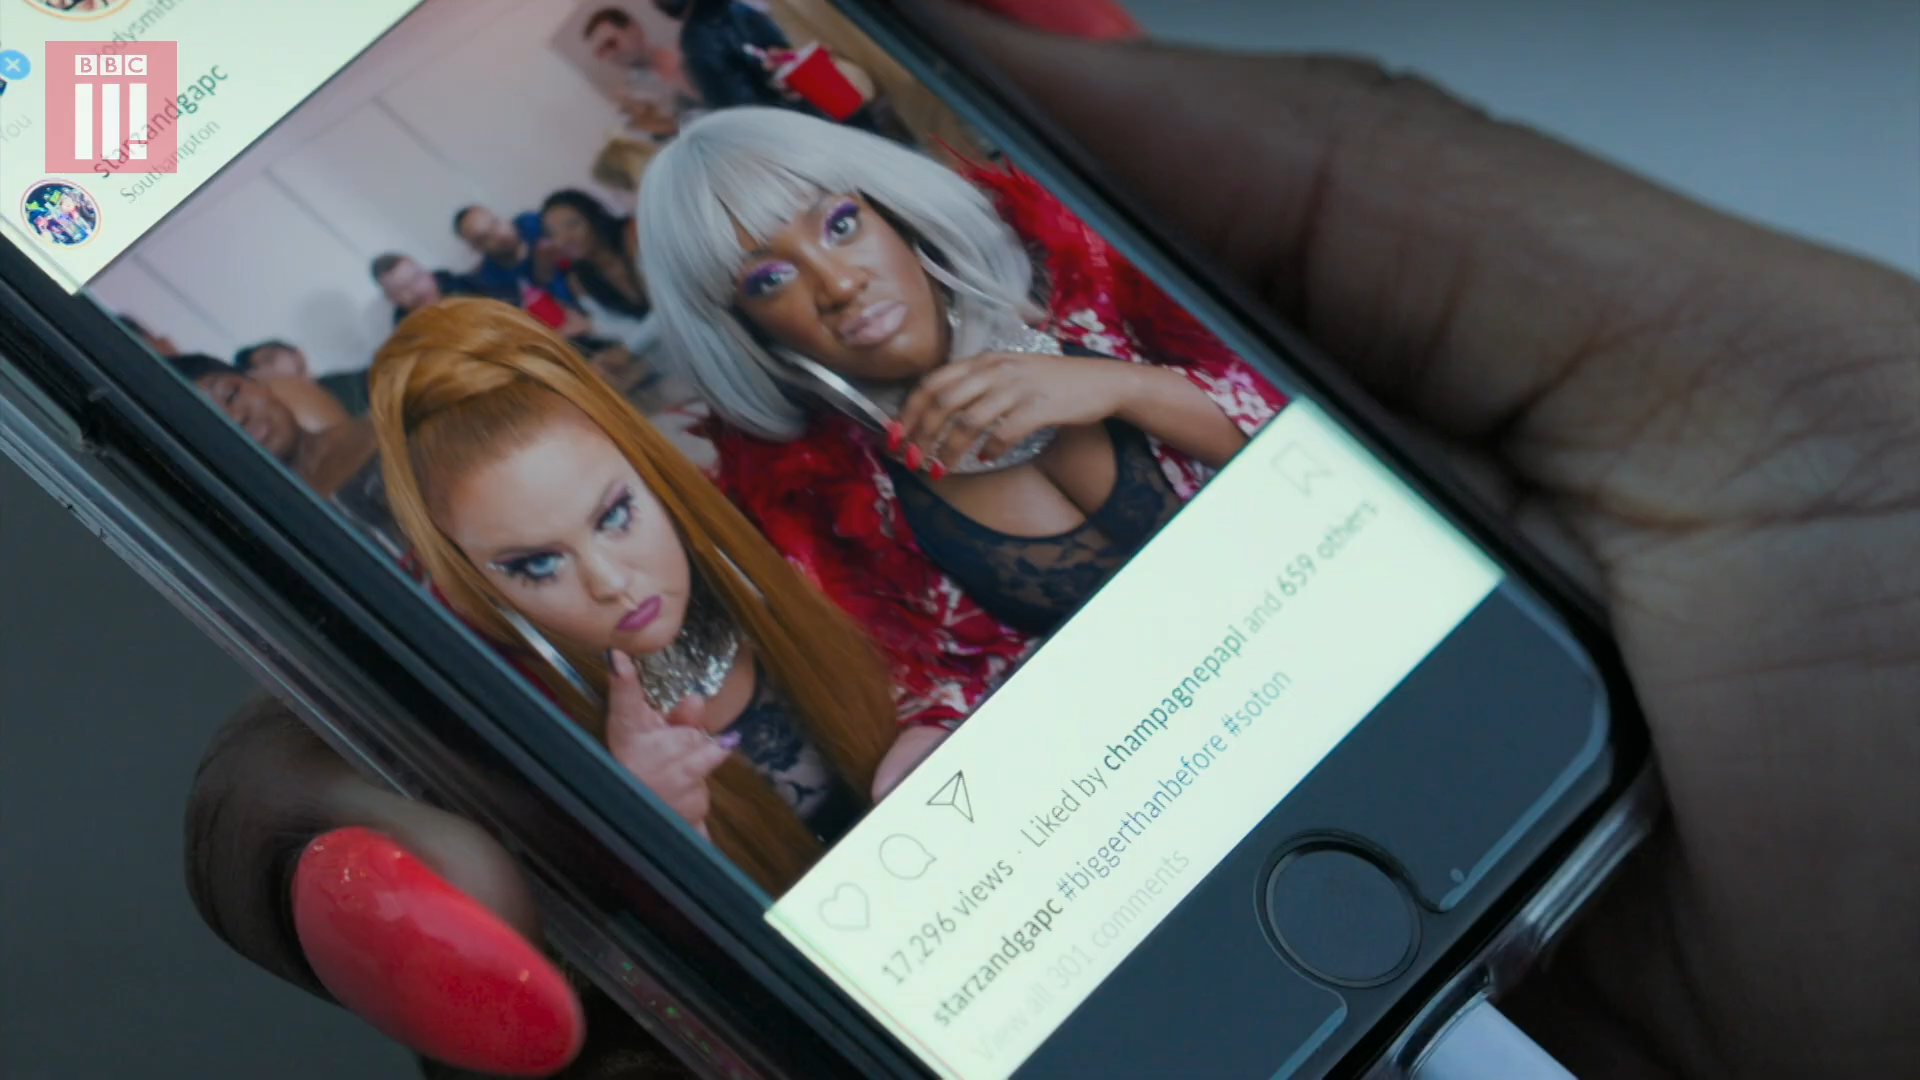 BBC
starzandgapc
Southampton
You
17,296 views · Liked by champagnepapi and 659 others
starzandgapc #biggerthanbefore #soton
View all 301 comments